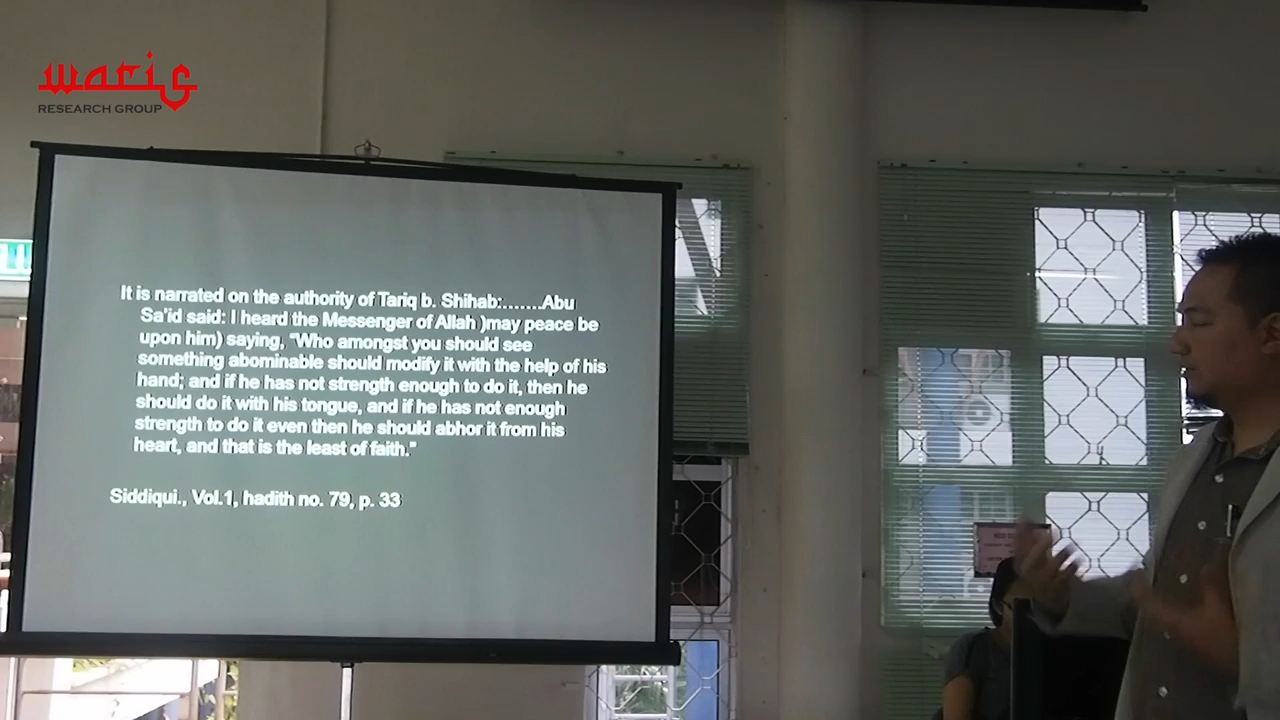 waris
RESEARCH GROUP
It is narrated on the authority of Tariq b. Shihab:.......Abu
Sa'id said: I heard the Messenger of Allah )may peace be
upon him) saying, "Who amongst you should see
something abominable should modify it with the help of his
hand; and if he has not strength enough to do it, then he
should do it with his tongue, and if he has not enough
strength to do it even then he should abhor it from his
heart, and that is the least of faith."
Siddiqui., Vol.1, hadith no. 79, p. 33